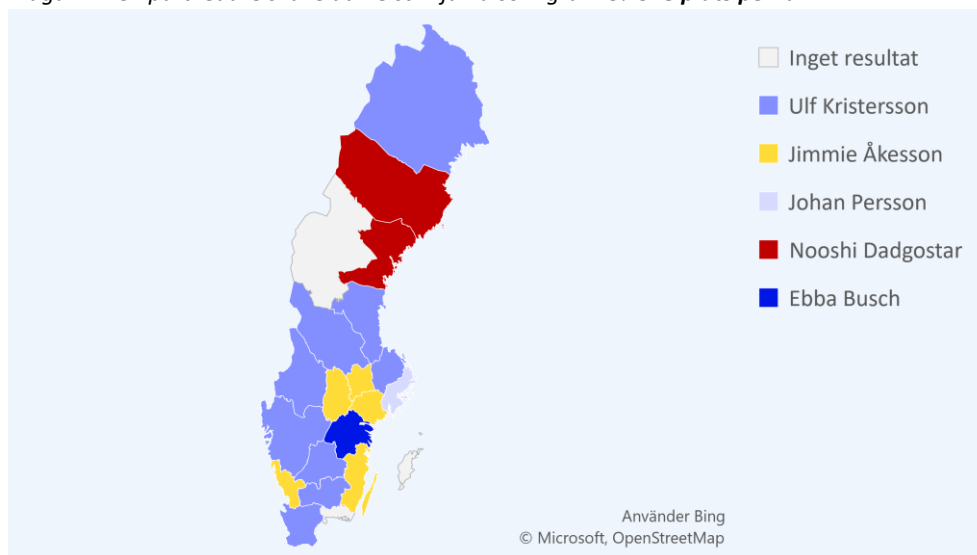 Inget resultat
Ulf Kristersson
Jimmie Åkesson
Johan Persson
Nooshi Dadgostar
Ebba Busch
Använder Bing
© Microsoft, OpenStreetMap